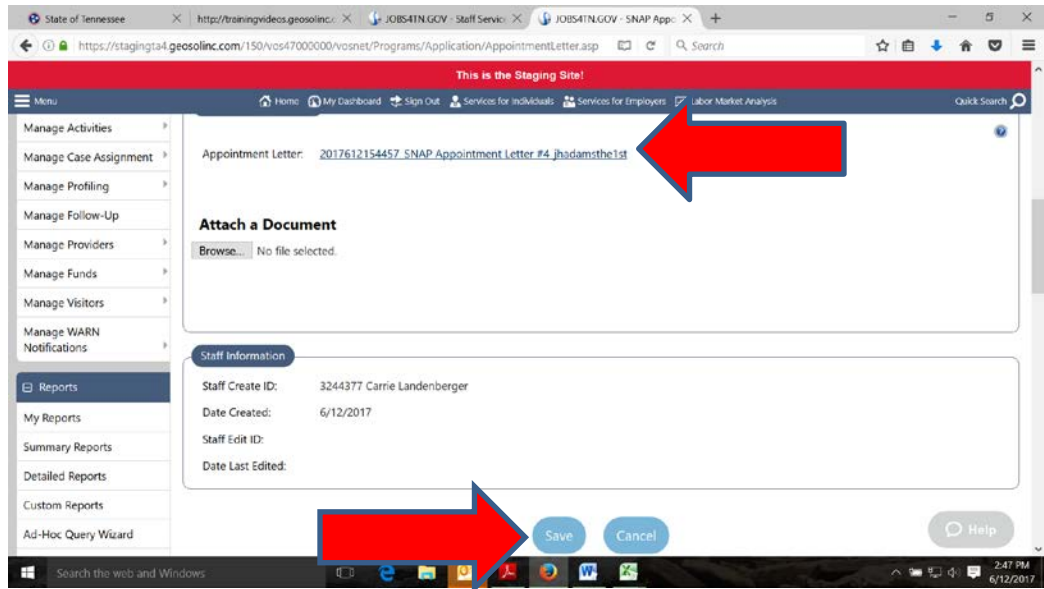 State of Tennessee
http://trainingvideos.geosolinc.c
JOBS4TN.GOV - Staff Service
JOBS4TN.GOV - SNAP Appo
https://stagingta4.geosolinc.com/150/vos47000000/vosnet/Programs/Application/AppointmentLetter.asp
Search
This is the Staging Site!
Menu
Home My Dashboard Sign Out Services for Individuals Services for Employers Labor Market Analysis Quick Search
Manage Activities
Manage Case Assignment
Manage Profiling
Manage Follow-Up
Manage Providers
Manage Funds
Manage Visitors
Manage WARN
Notifications
Reports
My Reports
Summary Reports
Detailed Reports
Custom Reports
Ad-Hoc Query Wizard
Appointment Letter: 2017612154457 SNAP Appointment Letter #4 jhadamsthe1st
Attach a Document
Browse... No file selected.
Staff Information
Staff Create ID: 3244377 Carrie Landenberger
Date Created: 6/12/2017
Staff Edit ID:
Date Last Edited:
Save Cancel
Help
Search the web and Windows
2:47 PM
6/12/2017